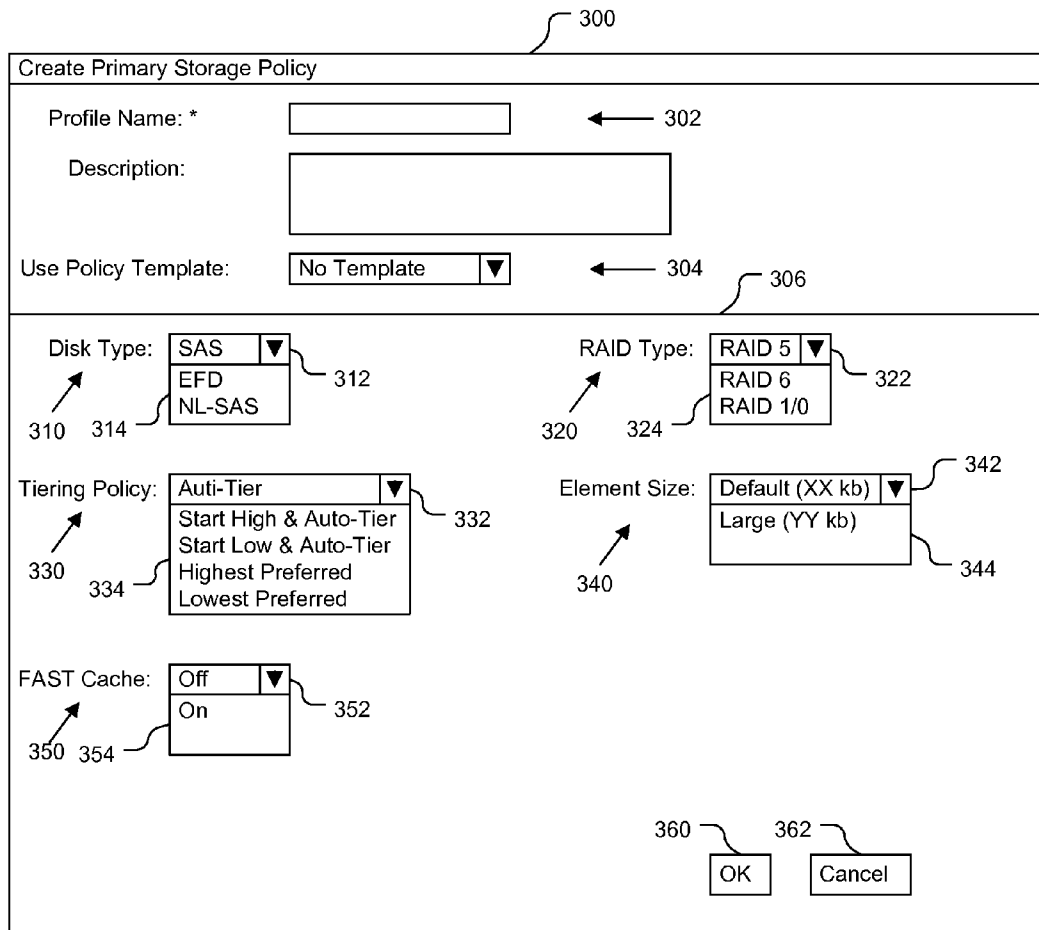 300
Create Primary Storage Policy
Profile Name: *
302
Description:
Use Policy Template:
No Template
304
306
Disk Type:
SAS
312
EFD
NL-SAS
310
314
RAID Type:
RAID 5
322
RAID 6
RAID 1/0
320
324
Tiering Policy:
Auti-Tier
332
Start High & Auto-Tier
Start Low & Auto-Tier
Highest Preferred
Lowest Preferred
330
334
Element Size:
Default (XX kb)
342
Large (YY kb)
340
344
FAST Cache:
Off
352
On
350
354
360
362
OK
Cancel